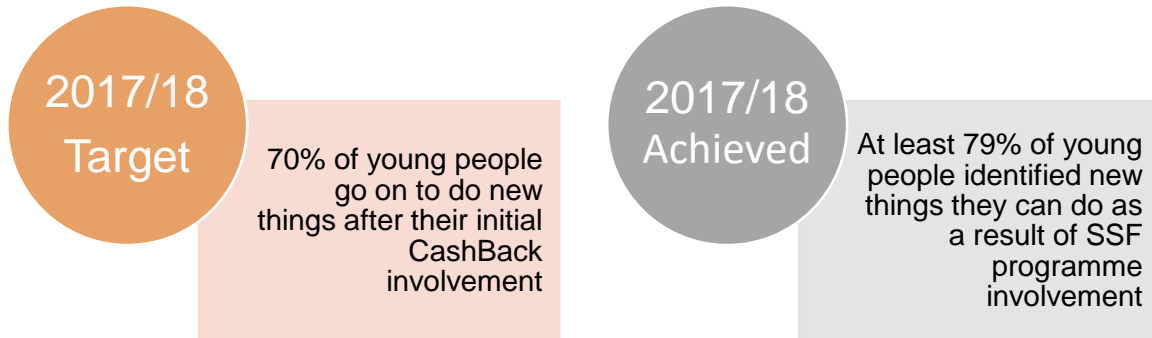 2017/18
Target
70% of young people
go on to do new
things after their initial
CashBack
involvement
2017/18
Achieved
At least 79% of young
people identified new
things they can do as
a result of SSF
programme
involvement